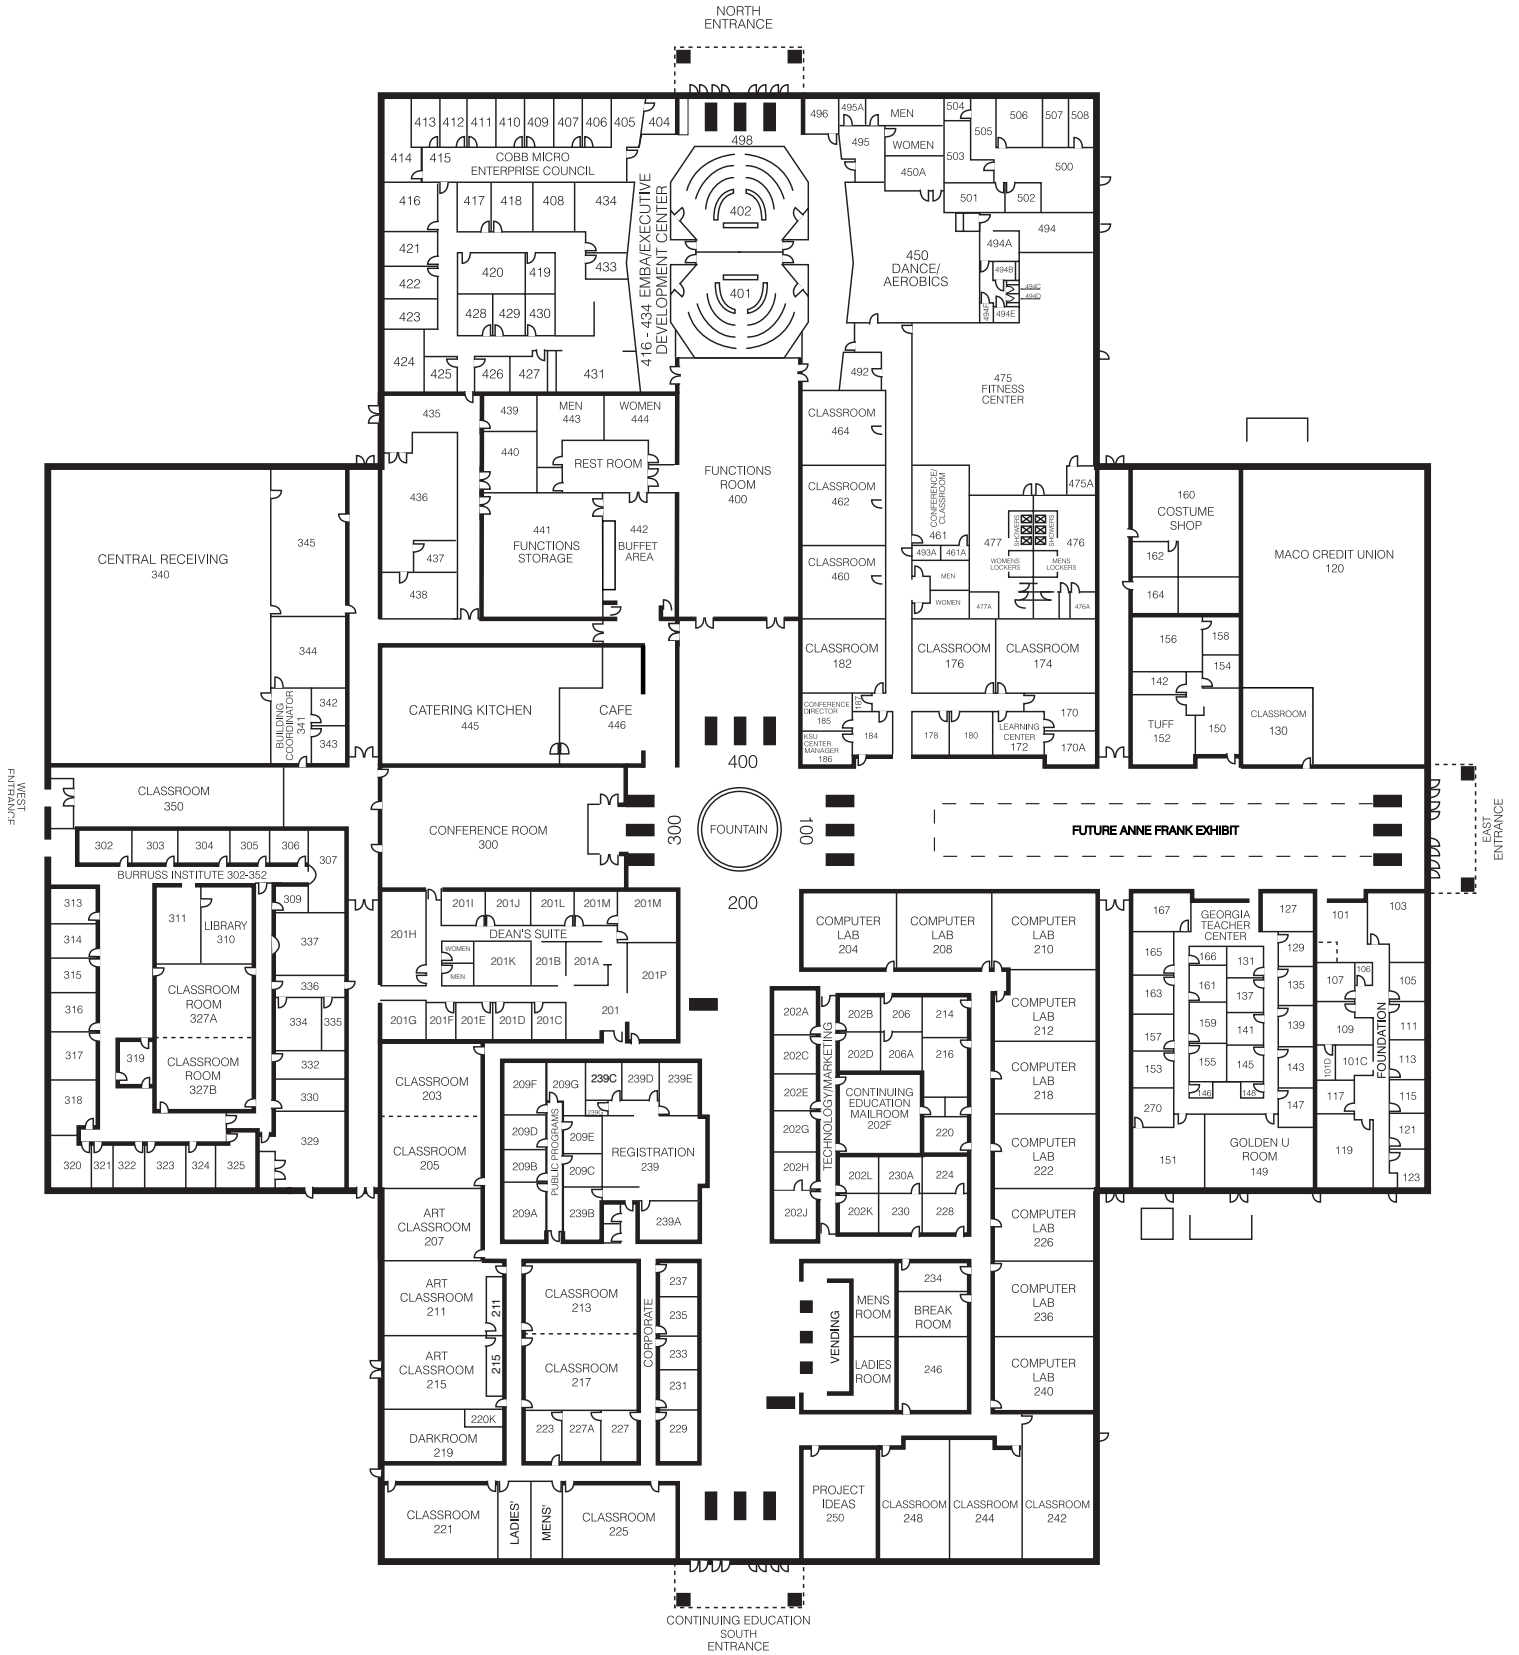 NORTH
ENTRANCE
413
412
411
410
409
407
406
405
404
414
415
COBB MICRO
ENTERPRISE COUNCIL
416
417
418
408
434
421
420
419
433
422
423
428
429
430
424
425
426
427
431
416 - 434 EMBA/EXECUTIVE
DEVELOPMENT CENTER
498
402
401
496
495A
MEN
495
WOMEN
450A
504
505
503
506
507
508
500
501
502
494
494A
494B
494C
494D
494E
494F
450
DANCE/
AEROBICS
492
475
FITNESS
CENTER
475A
435
436
437
438
439
440
MEN
443
WOMEN
444
REST ROOM
441
FUNCTIONS
STORAGE
442
BUFFET
AREA
FUNCTIONS
ROOM
400
CLASSROOM
464
CLASSROOM
462
CLASSROOM
460
CONFERENCE/
CLASSROOM
461
493A
461A
MEN
WOMEN
477
WOMENS
LOCKERS
SHOWERS
SHOWERS
476
MENS
LOCKERS
477A
476A
CENTRAL RECEIVING
340
345
344
BUILDING
COORDINATOR
341
342
343
CATERING KITCHEN
445
CAFE
446
CLASSROOM
182
CLASSROOM
176
CLASSROOM
174
CONFERENCE
DIRECTOR
185
187
KSU
CENTER
MANAGER
186
184
178
180
LEARNING
CENTER
172
170
170A
160
COSTUME
SHOP
162
164
156
158
154
142
TUFF
152
150
MACO CREDIT UNION
120
CLASSROOM
130
WEST
ENTRANCE
CLASSROOM
350
CONFERENCE ROOM
300
400
300
FOUNTAIN
100
200
FUTURE ANNE FRANK EXHIBIT
EAST
ENTRANCE
302
303
304
305
306
307
BURRUSS INSTITUTE 302-352
313
314
315
316
317
318
311
LIBRARY
310
309
337
336
334
335
332
330
329
CLASSROOM
ROOM
327A
CLASSROOM
ROOM
327B
319
320
321
322
323
324
325
201H
201I
201J
201L
201M
201M
DEAN'S SUITE
WOMEN
MEN
201K
201B
201A
201P
201G
201F
201E
201D
201C
201
CLASSROOM
203
CLASSROOM
205
ART
CLASSROOM
207
ART
CLASSROOM
211
211
ART
CLASSROOM
215
215
220K
DARKROOM
219
209F
209G
239C
239D
239E
209D
209B
209A
PUBLIC PROGRAMS
209E
209C
239B
REGISTRATION
239
239A
CLASSROOM
213
CLASSROOM
217
223
227A
227
CORPORATE
237
235
233
231
229
CLASSROOM
221
LADIES'
MENS'
CLASSROOM
225
COMPUTER
LAB
204
COMPUTER
LAB
208
COMPUTER
LAB
210
COMPUTER
LAB
212
COMPUTER
LAB
218
COMPUTER
LAB
222
COMPUTER
LAB
226
COMPUTER
LAB
236
COMPUTER
LAB
240
202A
202C
202E
202G
202H
202J
TECHNOLOGY/MARKETING
202B
206
214
202D
206A
216
CONTINUING
EDUCATION
MAILROOM
202F
220
202L
230A
224
202K
230
228
VENDING
MENS
ROOM
LADIES
ROOM
234
BREAK
ROOM
246
PROJECT
IDEAS
250
CLASSROOM
248
CLASSROOM
244
CLASSROOM
242
167
GEORGIA
TEACHER
CENTER
127
101
103
165
163
157
153
270
166
131
161
137
159
141
155
145
146
148
129
135
139
143
147
151
GOLDEN U
ROOM
149
107
106
105
109
111
101D
101C
113
FOUNDATION
117
115
119
121
123
CONTINUING EDUCATION
SOUTH
ENTRANCE